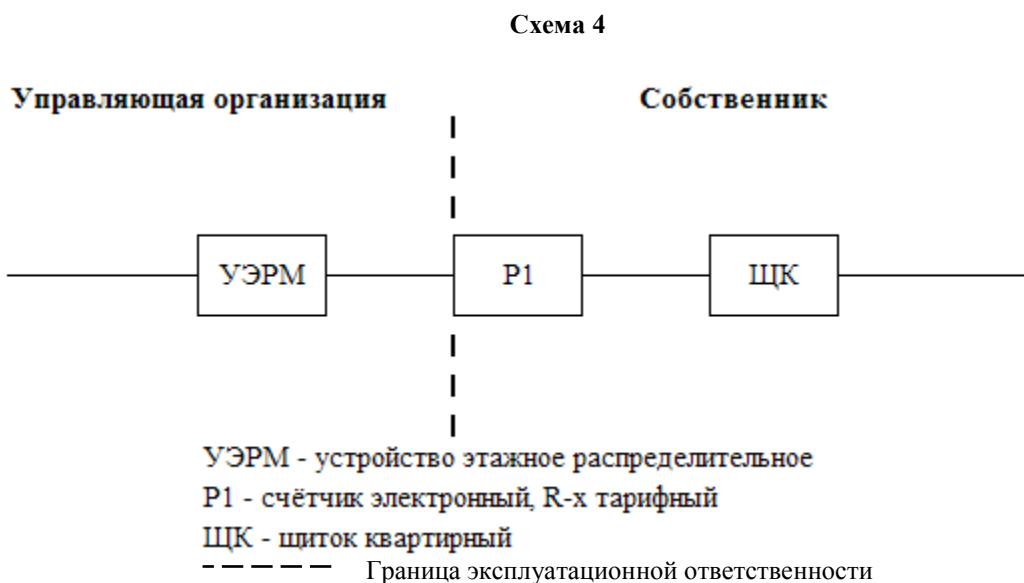 Схема 4
Управляющая организация Собственник
УЭРМ Р1 ЩК
УЭРМ - устройство этажное распределительное
Р1 - счётчик электронный, R-х тарифный
ЩК - щиток квартирный
Граница эксплуатационной ответственности